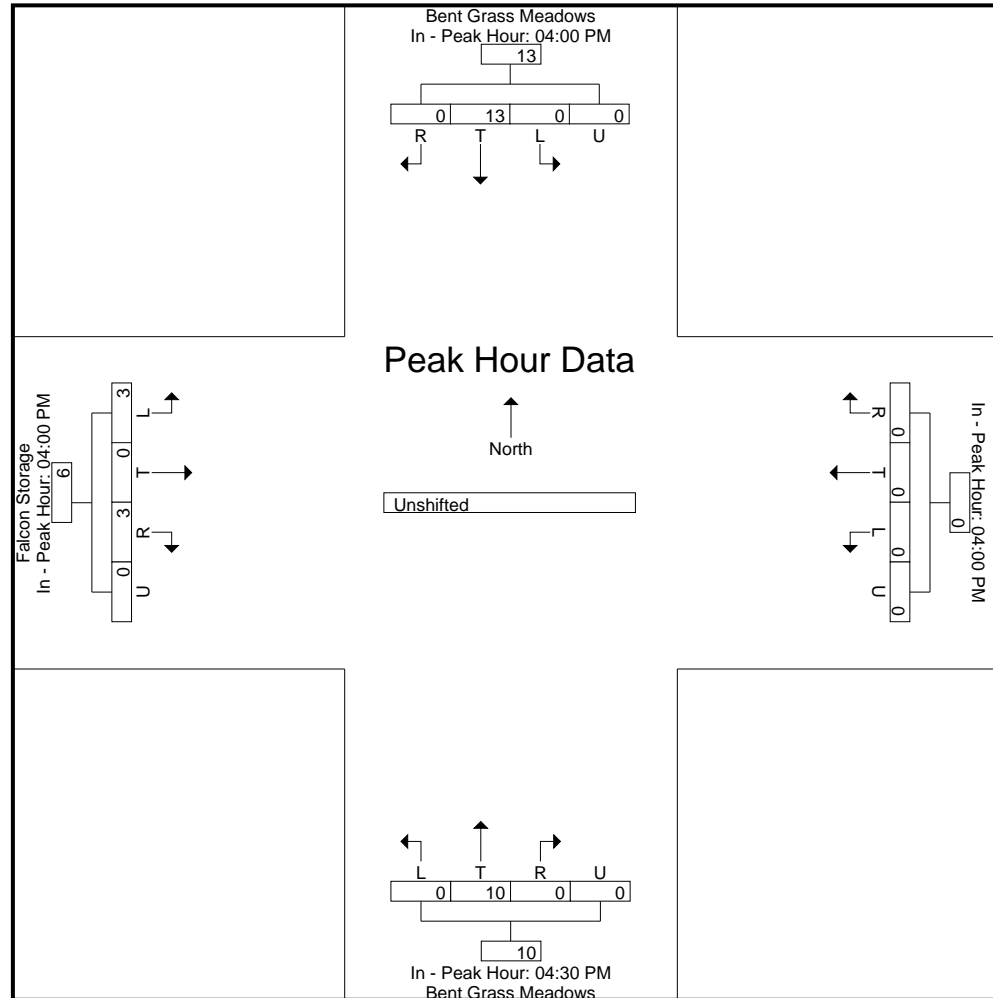 Bent Grass Meadows
In - Peak Hour: 04:00 PM
13
0 13 0 0
R T L U
Peak Hour Data
North
Unshifted
Falcon Storage
In - Peak Hour: 04:00 PM
6
3 0 3 0
L T R U
In - Peak Hour: 04:00 PM
0
0 0 0 0
R T L U
L T R U
0 10 0 0
10
In - Peak Hour: 04:30 PM
Bent Grass Meadows